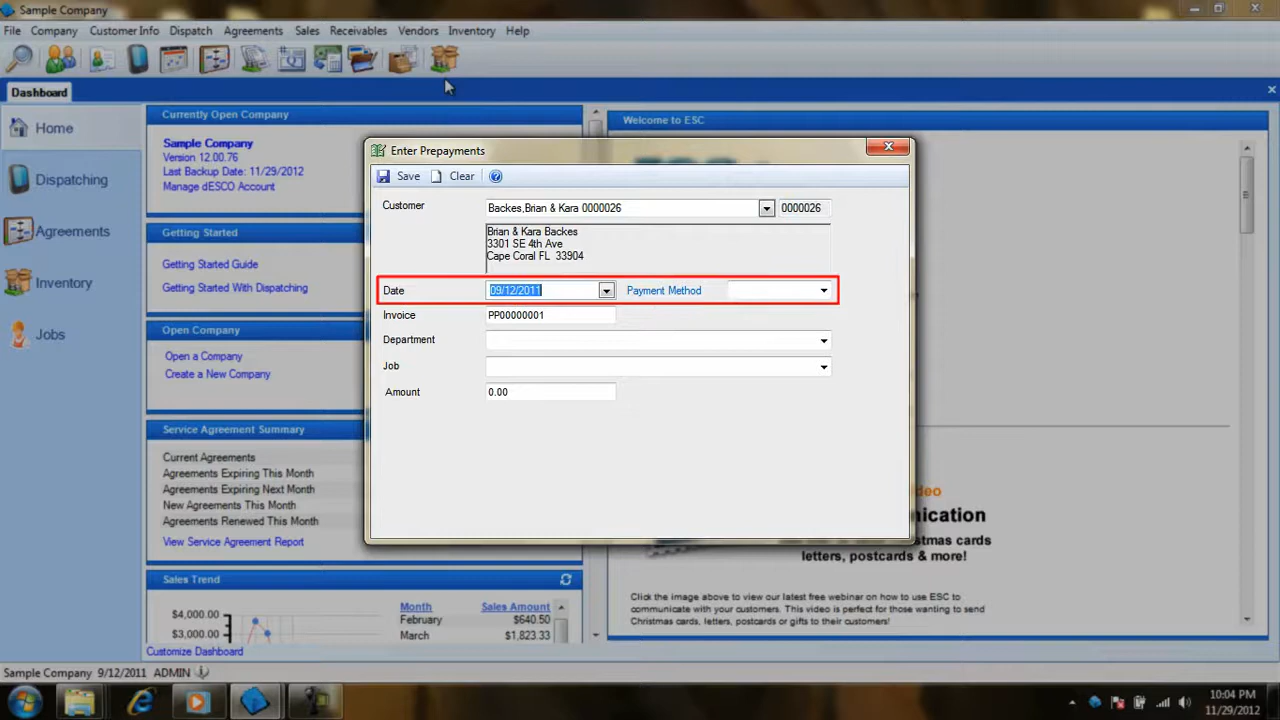 Sample Company
File Company Customer Info Dispatch Agreements Sales Receivables Vendors Inventory Help
Dashboard
Home
Dispatching
Agreements
Inventory
Jobs
Currently Open Company
Sample Company
Version 12.00.76
Last Backup Date: 11/29/2012
Manage dESCO Account
Getting Started
Getting Started Guide
Getting Started With Dispatching
Open Company
Open a Company
Create a New Company
Service Agreement Summary
Current Agreements
Agreements Expiring This Month
Agreements Expiring Next Month
New Agreements This Month
Agreements Renewed This Month
View Service Agreement Report
Sales Trend
$4,000.00
$3,000.00
Month Sales Amount
February $640.50
March $1,823.33
Customize Dashboard
Welcome to ESC
Enter Prepayments
Save Clear
Customer Backes,Brian & Kara 0000026 0000026
Brian & Kara Backes
3301 SE 4th Ave
Cape Coral FL 33904
Date 09/12/2011 Payment Method
Invoice PP00000001
Department
Job
Amount 0.00
deo
nication
stmas cards
letters, postcards & more!
Click the image above to view our latest free webinar on how to use ESC to
communicate with your customers. This video is perfect for those wanting to send
Christmas cards, letters, postcards or gifts to their customers!
Sample Company 9/12/2011 ADMIN
10:04 PM
11/29/2012